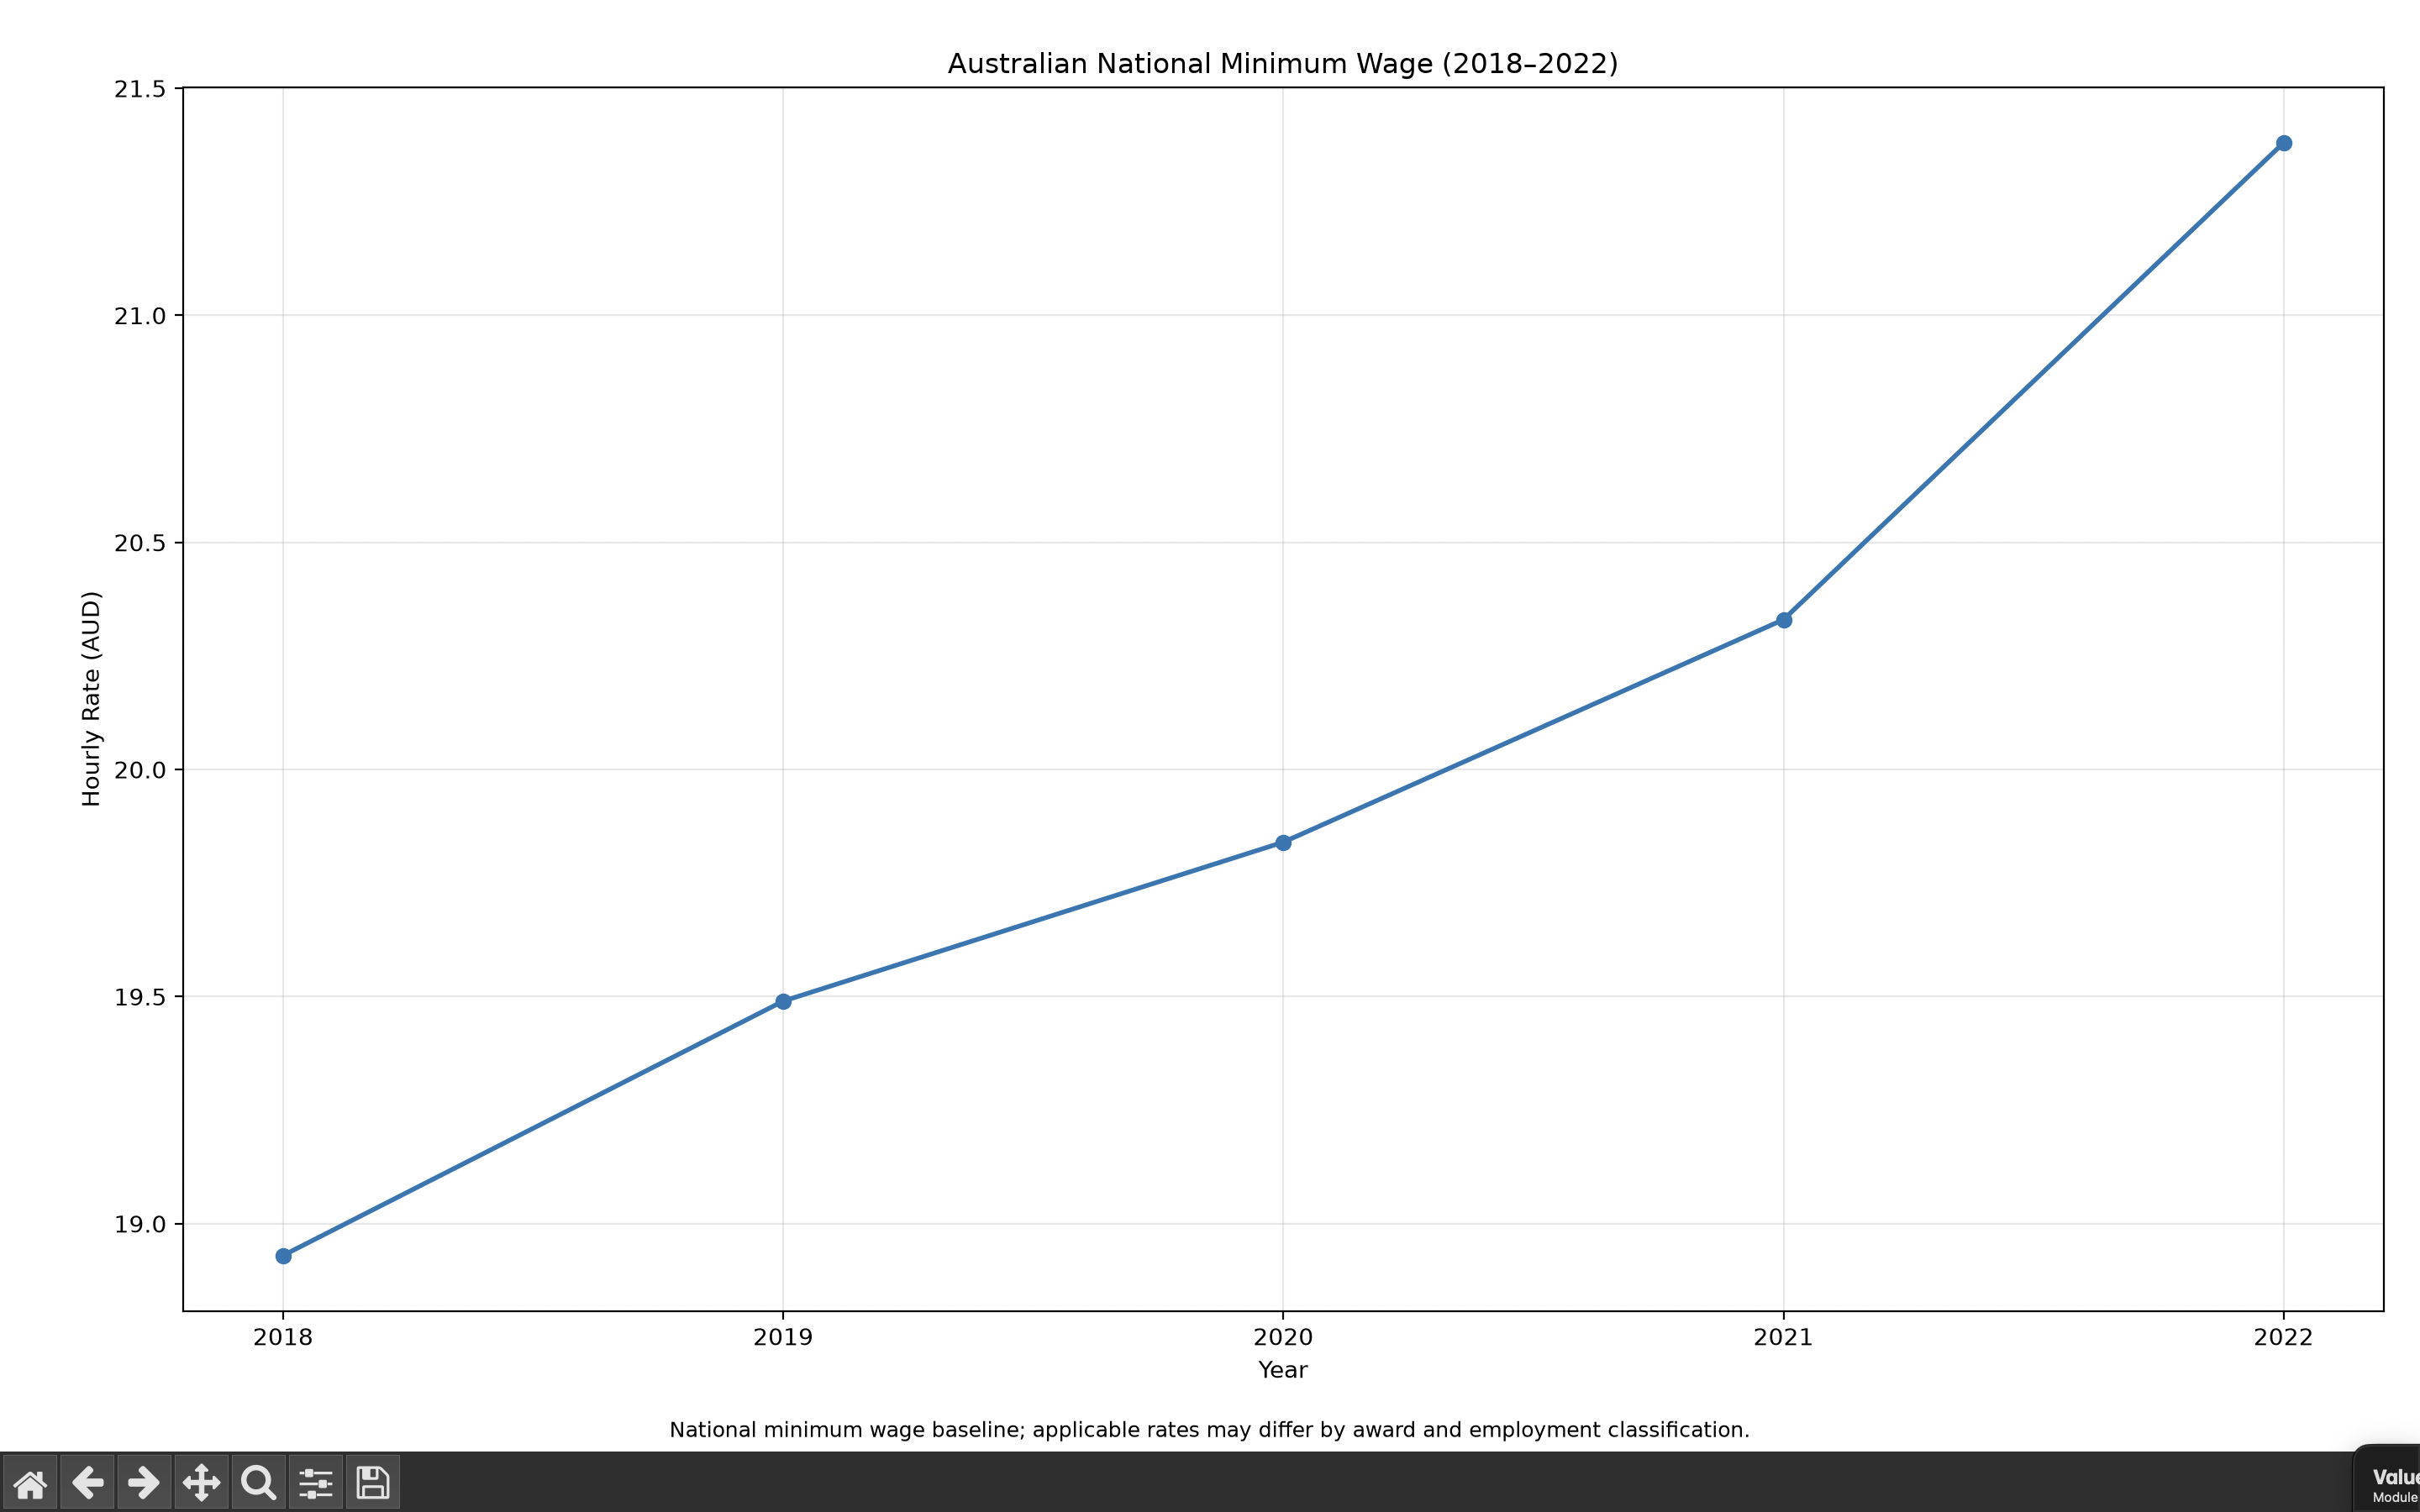 Australian National Minimum Wage (2018–2022)
21.5
21.0
20.5
20.0
19.5
19.0
Hourly Rate (AUD)
2018 2019 2020 2021 2022
Year
National minimum wage baseline; applicable rates may differ by award and employment classification.
Module